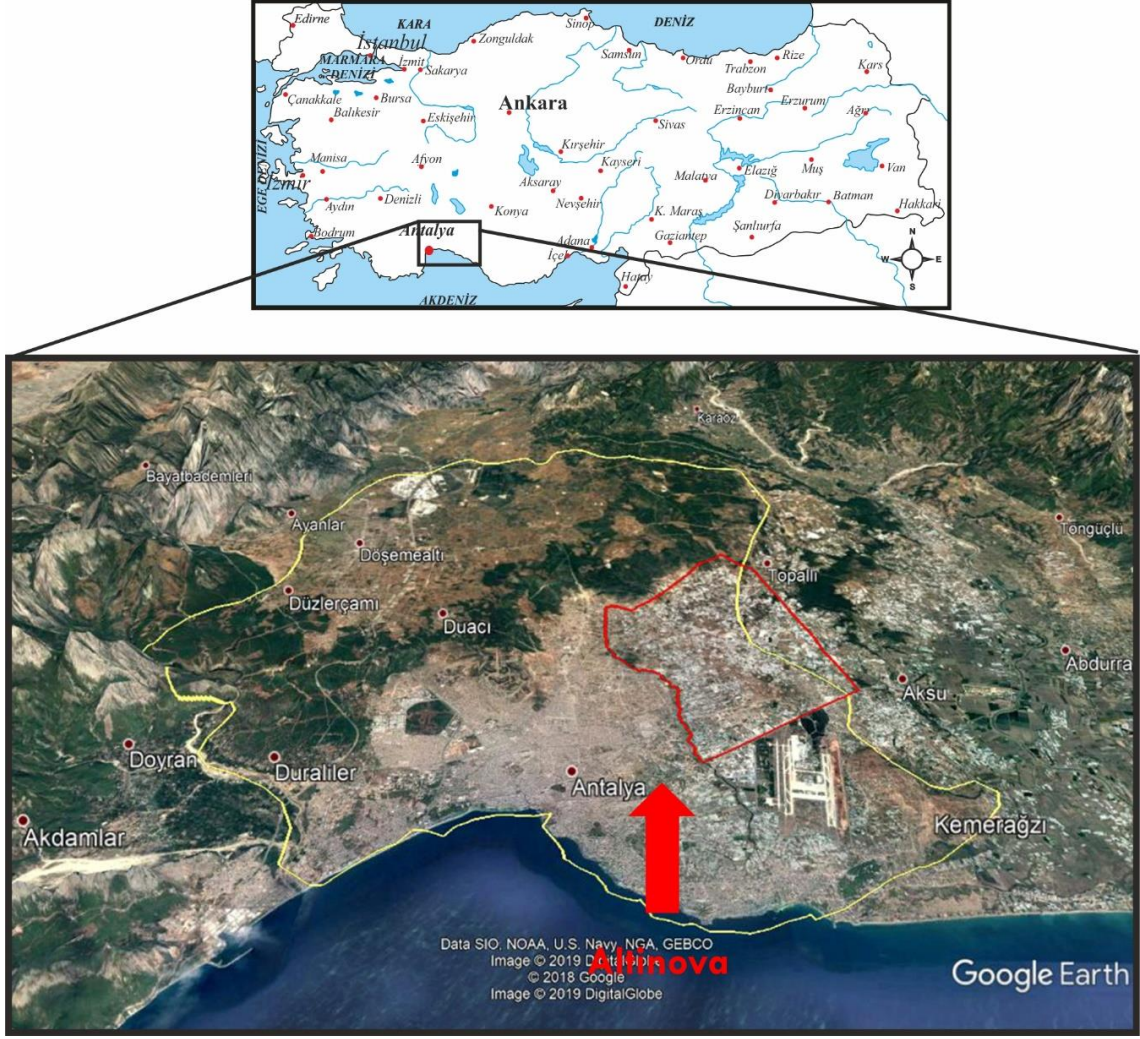 Edirne
KARA
DENİZ
Sinop
İstanbul
Zonguldak
Samsun
Ordu
Trabzon
Rize
Kars
MARMARA
DENİZİ
İzmit
Sakarya
Bayburt
Çanakkale
Bursa
Ankara
Erzincan
Erzurum
Ağrı
Balıkesir
Eskişehir
Sivas
EGE DENİZİ
Kırşehir
Manisa
Afyon
Kayseri
Malatya
Elazığ
Muş
Van
İzmir
Aksaray
Nevşehir
Diyarbakır
Batman
Aydın
Denizli
Konya
K. Maraş
Hakkari
Bodrum
Antalya
Adana
Gaziantep
Şanlıurfa
İçel
Hatay
AKDENİZ
N
W
E
S
Karaöz
Bayatbademleri
Ayanlar
Tongüçlü
Döşemealtı
Topallı
Düzlerçamı
Duacı
Abdurra
Aksu
Doyran
Duraliler
Antalya
Akdamlar
Kemerağzı
Data SIO, NOAA, U.S. Navy, NGA, GEBCO
Image © 2019 DigitalGlobe
Altinova
© 2018 Google
Image © 2019 DigitalGlobe
Google Earth